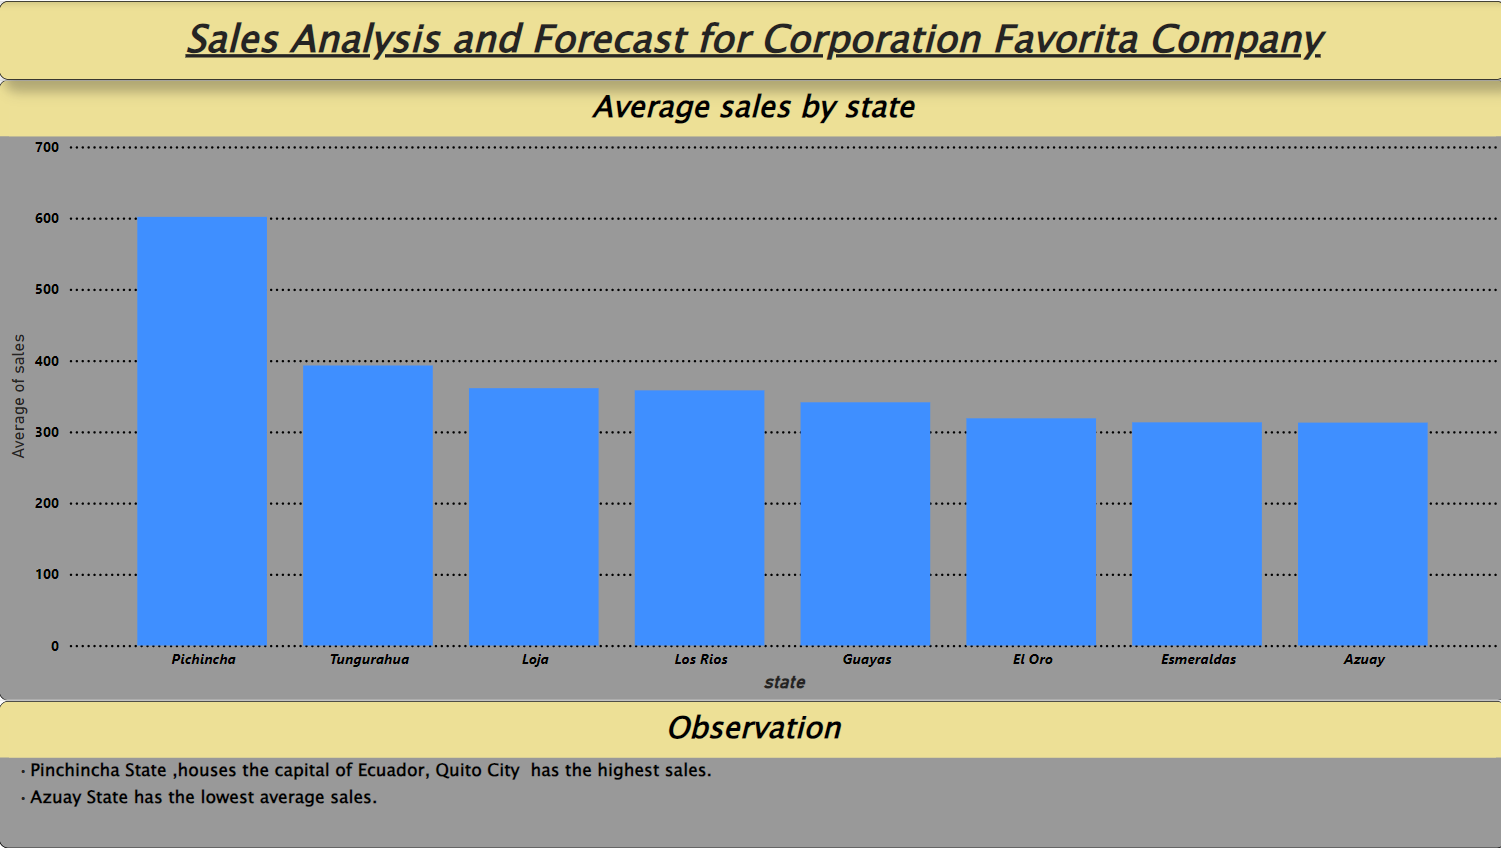 Sales Analysis and Forecast for Corporation Favorita Company
Average sales by state
700
600
500
400
300
200
100
0
Average of sales
Pichincha Tungurahua Loja Los Rios Guayas El Oro Esmeraldas Azuay
state
Observation
· Pinchincha State ,houses the capital of Ecuador, Quito City  has the highest sales.
· Azuay State has the lowest average sales.